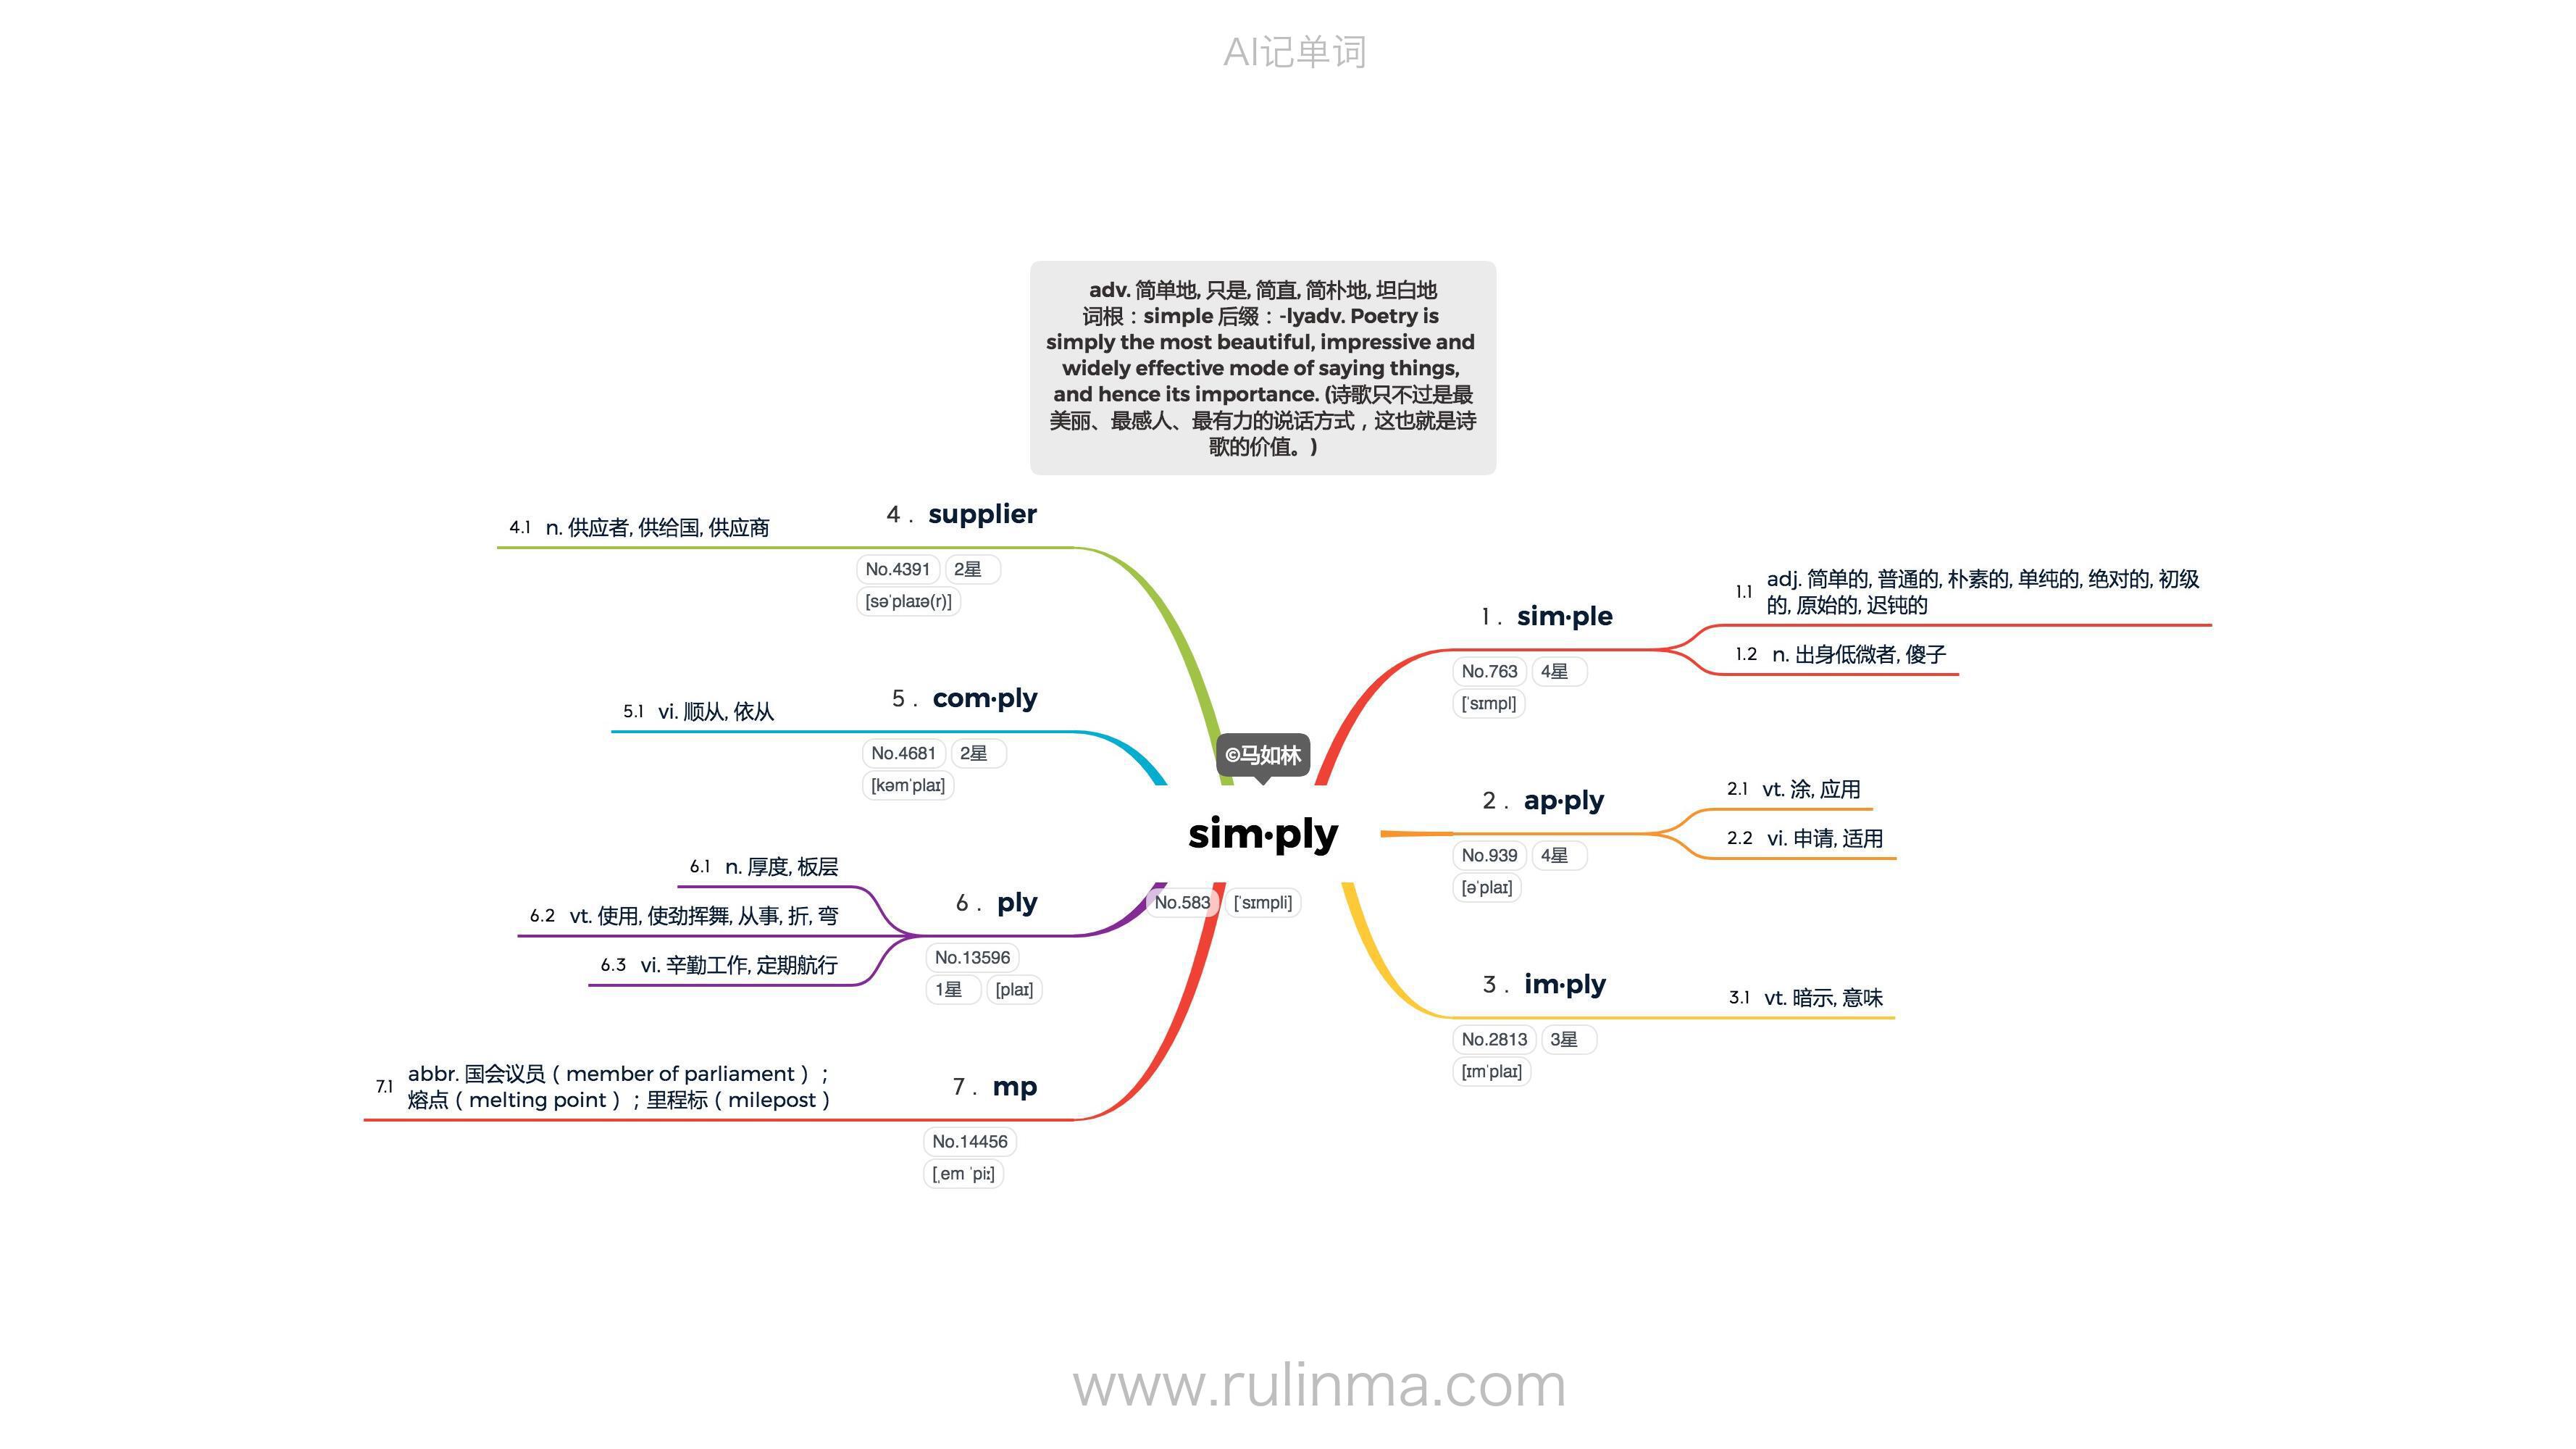 AI记单词
adv. 简单地, 只是, 简直, 简朴地, 坦白地
词根：simple 后缀：-lyadv. Poetry is
simply the most beautiful, impressive and
widely effective mode of saying things,
and hence its importance. (诗歌只不过是最
美丽、最感人、最有力的说话方式，这也就是诗
歌的价值。)
©马如林
sim·ply
No.583 [ˈsɪmpli]
1. sim·ple
No.763 4星
[ˈsɪmpl]
1.1 adj. 简单的, 普通的, 朴素的, 单纯的, 绝对的, 初级
的, 原始的, 迟钝的
1.2 n. 出身低微者, 傻子
2. ap·ply
No.939 4星
[əˈplaɪ]
2.1 vt. 涂, 应用
2.2 vi. 申请, 适用
3. im·ply
No.2813 3星
[ɪmˈplaɪ]
3.1 vt. 暗示, 意味
4. supplier
No.4391 2星
[səˈplaɪə(r)]
4.1 n. 供应者, 供给国, 供应商
5. com·ply
No.4681 2星
[kəmˈplaɪ]
5.1 vi. 顺从, 依从
6. ply
No.13596
1星 [plaɪ]
6.1 n. 厚度, 板层
6.2 vt. 使用, 使劲挥舞, 从事, 折, 弯
6.3 vi. 辛勤工作, 定期航行
7. mp
No.14456
[ˌem ˈpiː]
7.1 abbr. 国会议员（member of parliament）；
熔点（melting point）；里程标（milepost）
www.rulinma.com